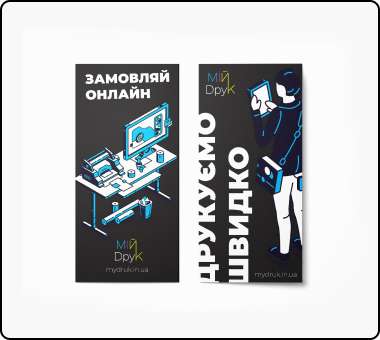 ЗАМОВЛЯЙ
ОНЛАЙН
МІЙ
ДруК
mydruk.in.ua
МІЙ
ДруК
ДРУКУЄМО
ШВИДКО
mydruk.in.ua